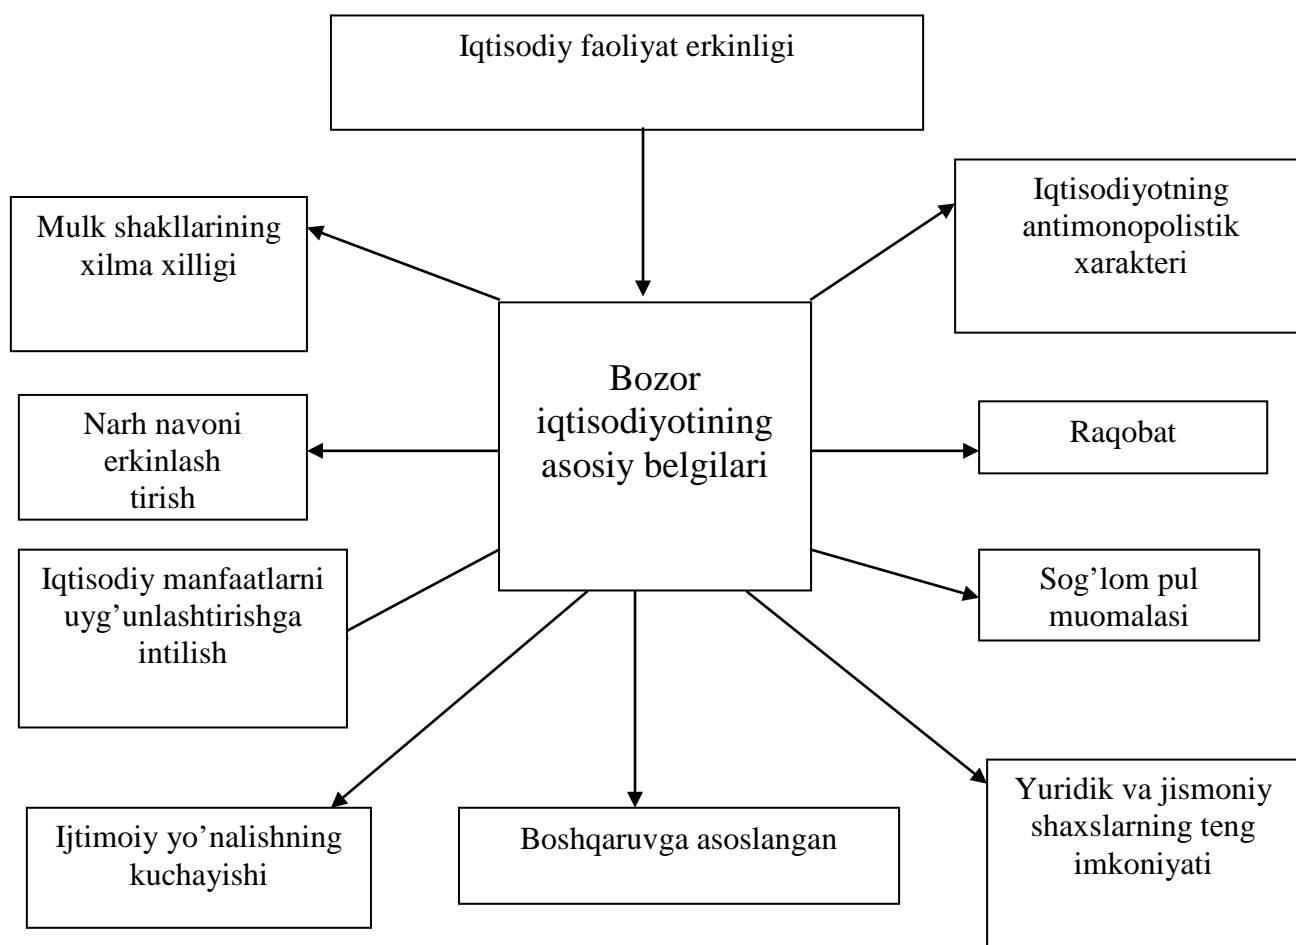 Iqtisodiy faoliyat erkinligi
Mulk shakllarining
xilma xilligi
Iqtisodiyotning
antimonopolistik
xarakteri
Bozor
iqtisodiyotining
asosiy belgilari
Narh navoni
erkinlash
tirish
Raqobat
Iqtisodiy manfaatlarni
uyg’unlashtirishga
intilish
Sog’lom pul
muomalasi
Ijtimoiy yo’nalishning
kuchayishi
Boshqaruvga asoslangan
Yuridik va jismoniy
shaxslarning teng
imkoniyati